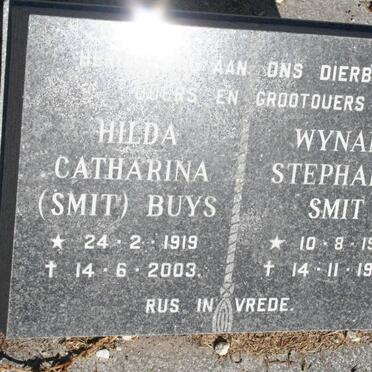 AAN ONS DIERB
OUERS EN GROOTOUERS
HILDA
CATHARINA
(SMIT) BUYS
★ 24-2-1919
✝ 14-6-2003.
WYNA
STEPHA
SMIT
★ 10-8-19
✝ 14-11-19
RUS IN VREDE.